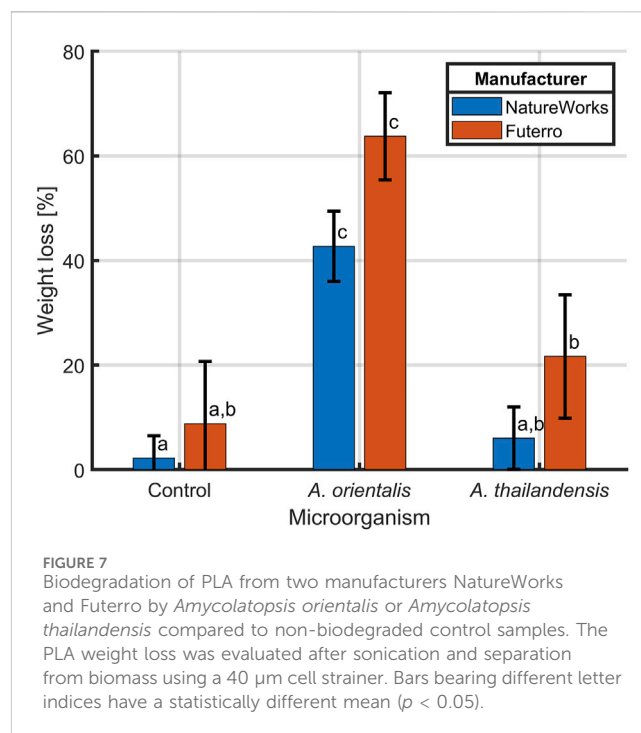 80
60
40
20
0
Weight loss [%]
Manufacturer
NatureWorks
Futerro
a
a,b
c
c
a,b
b
Control
A. orientalis
A. thailandensis
Microorganism
FIGURE 7
Biodegradation of PLA from two manufacturers NatureWorks
and Futerro by Amycolatopsis orientalis or Amycolatopsis
thailandensis compared to non-biodegraded control samples. The
PLA weight loss was evaluated after sonication and separation
from biomass using a 40 µm cell strainer. Bars bearing different letter
indices have a statistically different mean (p < 0.05).